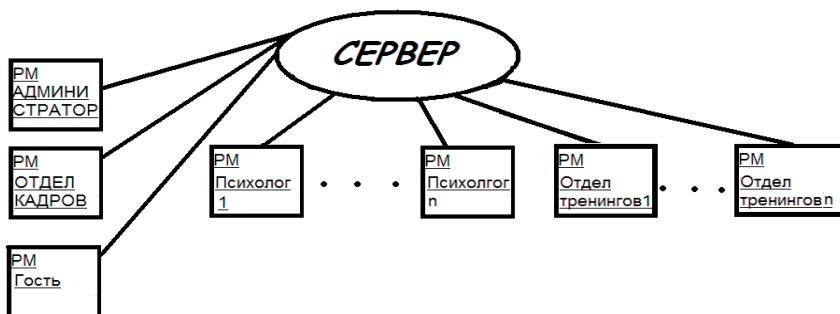 СЕРВЕР
РМ
АДМИНИ
СТРАТОР
РМ
ОТДЕЛ
КАДРОВ
РМ
Гость
РМ
Психолог
1
. . .
РМ
Психолгог
n
РМ
Отдел
тренингов1
. . .
РМ
Отдел
тренинговn